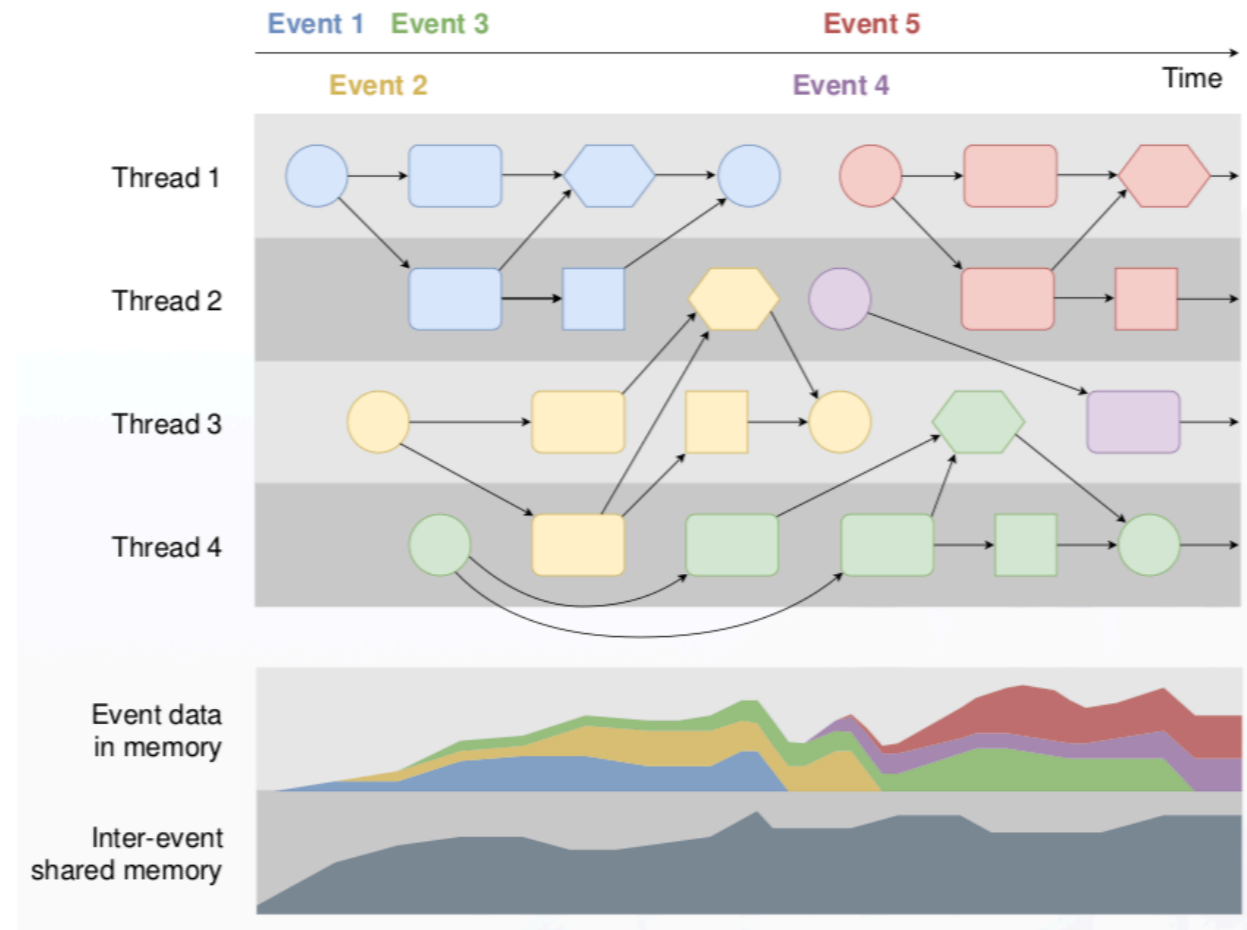 Event 1
Event 3
Event 5
Event 2
Event 4
Time
Thread 1
Thread 2
Thread 3
Thread 4
Event data
in memory
Inter-event
shared memory